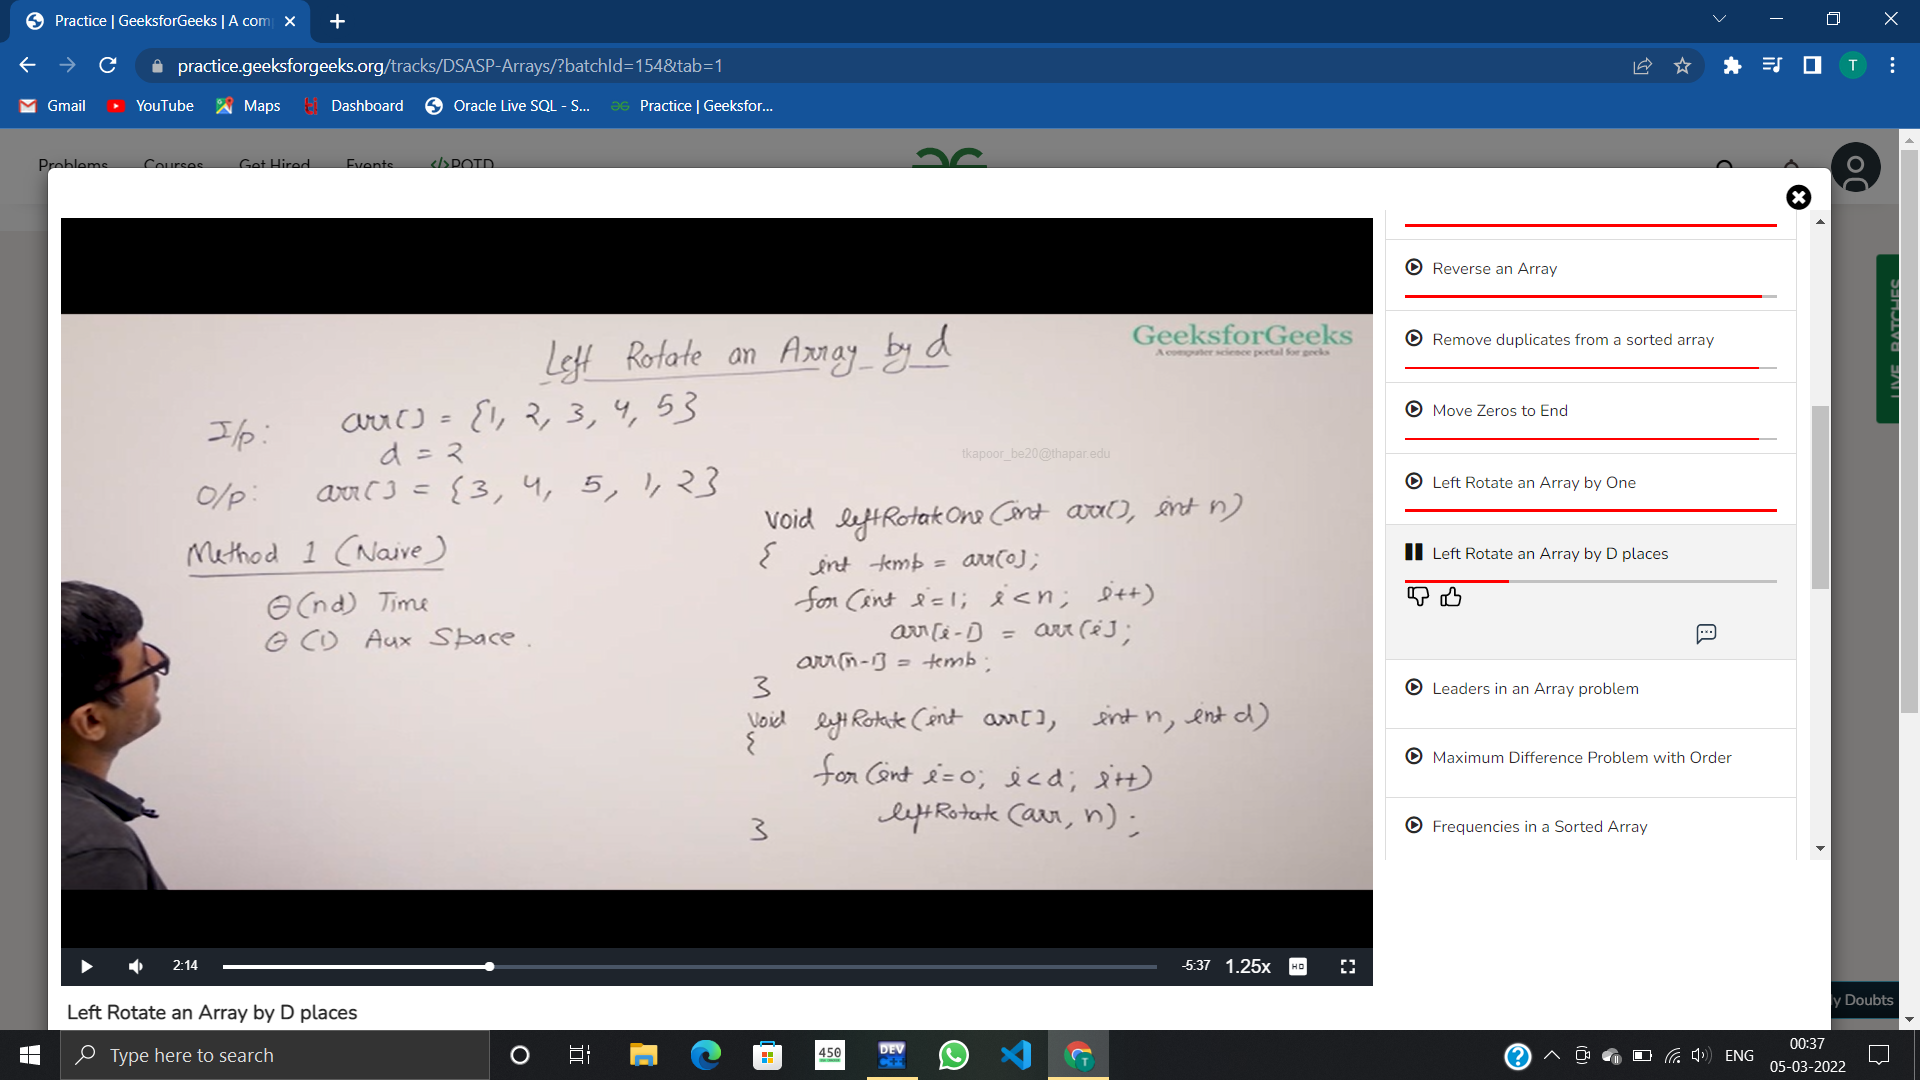 Practice | GeeksforGeeks | A com
practice.geeksforgeeks.org/tracks/DSASP-Arrays/?batchId=154&tab=1
T
Gmail
YouTube
Maps
Dashboard
Oracle Live SQL - S...
Practice | Geeksfor...
Problems
Courses
Get Hired
Events
</>POTD
Left Rotate an Array by d
GeeksforGeeks
A computer science portal for geeks
I/p: arr[] = {1, 2, 3, 4, 5}
d = 2
O/p: arr[] = {3, 4, 5, 1, 2}
tkapoor_be20@thapar.edu
Method 1 (Naive)
θ(nd) Time
θ(1) Aux Space.
void leftRotateOne(int arr[], int n)
{
int temp = arr[0];
for(int i=1; i<n; i++)
arr[i-1] = arr[i];
arr[n-1] = temp;
}
void leftRotate(int arr[], int n, int d)
{
for(int i=0; i<d; i++)
leftRotate(arr, n);
}
2:14
-5:37
1.25x
HD
Left Rotate an Array by D places
Reverse an Array
Remove duplicates from a sorted array
Move Zeros to End
Left Rotate an Array by One
Left Rotate an Array by D places
Leaders in an Array problem
Maximum Difference Problem with Order
Frequencies in a Sorted Array
LIVE BATCHES
ly Doubts
Type here to search
450
DEV
C++
T
ENG
00:37
05-03-2022